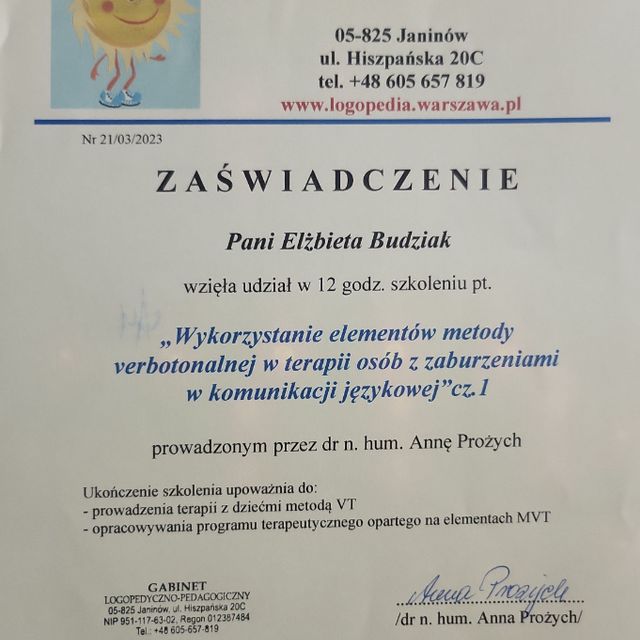 05-825 Janinów
ul. Hiszpańska 20C
tel. +48 605 657 819
www.logopedia.warszawa.pl
Nr 21/03/2023
ZAŚWIADCZENIE
Pani Elżbieta Budziak
wzięła udział w 12 godz. szkoleniu pt.
„Wykorzystanie elementów metody
verbotonalnej w terapii osób z zaburzeniami
w komunikacji językowej”cz.1
prowadzonym przez dr n. hum. Annę Prożych
Ukończenie szkolenia upoważnia do:
- prowadzenia terapii z dziećmi metodą VT
- opracowywania programu terapeutycznego opartego na elementach MVT
GABINET
LOGOPEDYCZNO-PEDAGOGICZNY
05-825 Janinów, ul. Hiszpańska 20C
NIP 951-117-63-02, Regon 012387484
Tel.: +48 605-657-819
Anna Prożych
/dr n. hum. Anna Prożych/